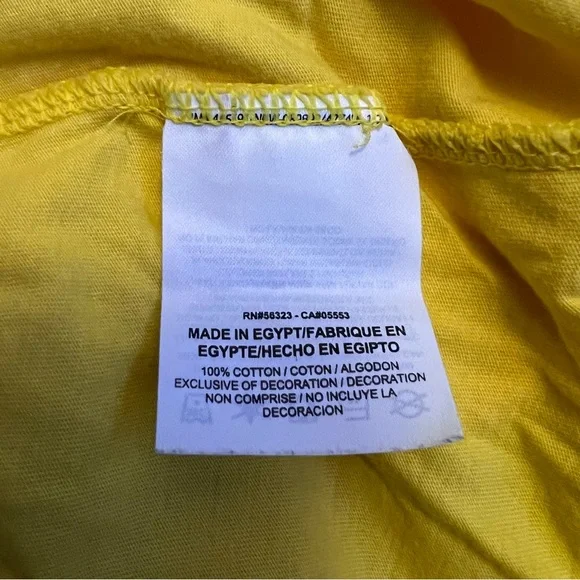 RN#56323 - CA#05553
MADE IN EGYPT/FABRIQUE EN
EGYPTE/HECHO EN EGIPTO
100% COTTON / COTON / ALGODON
EXCLUSIVE OF DECORATION / DECORATION
NON COMPRISE / NO INCLUYE LA
DECORACION